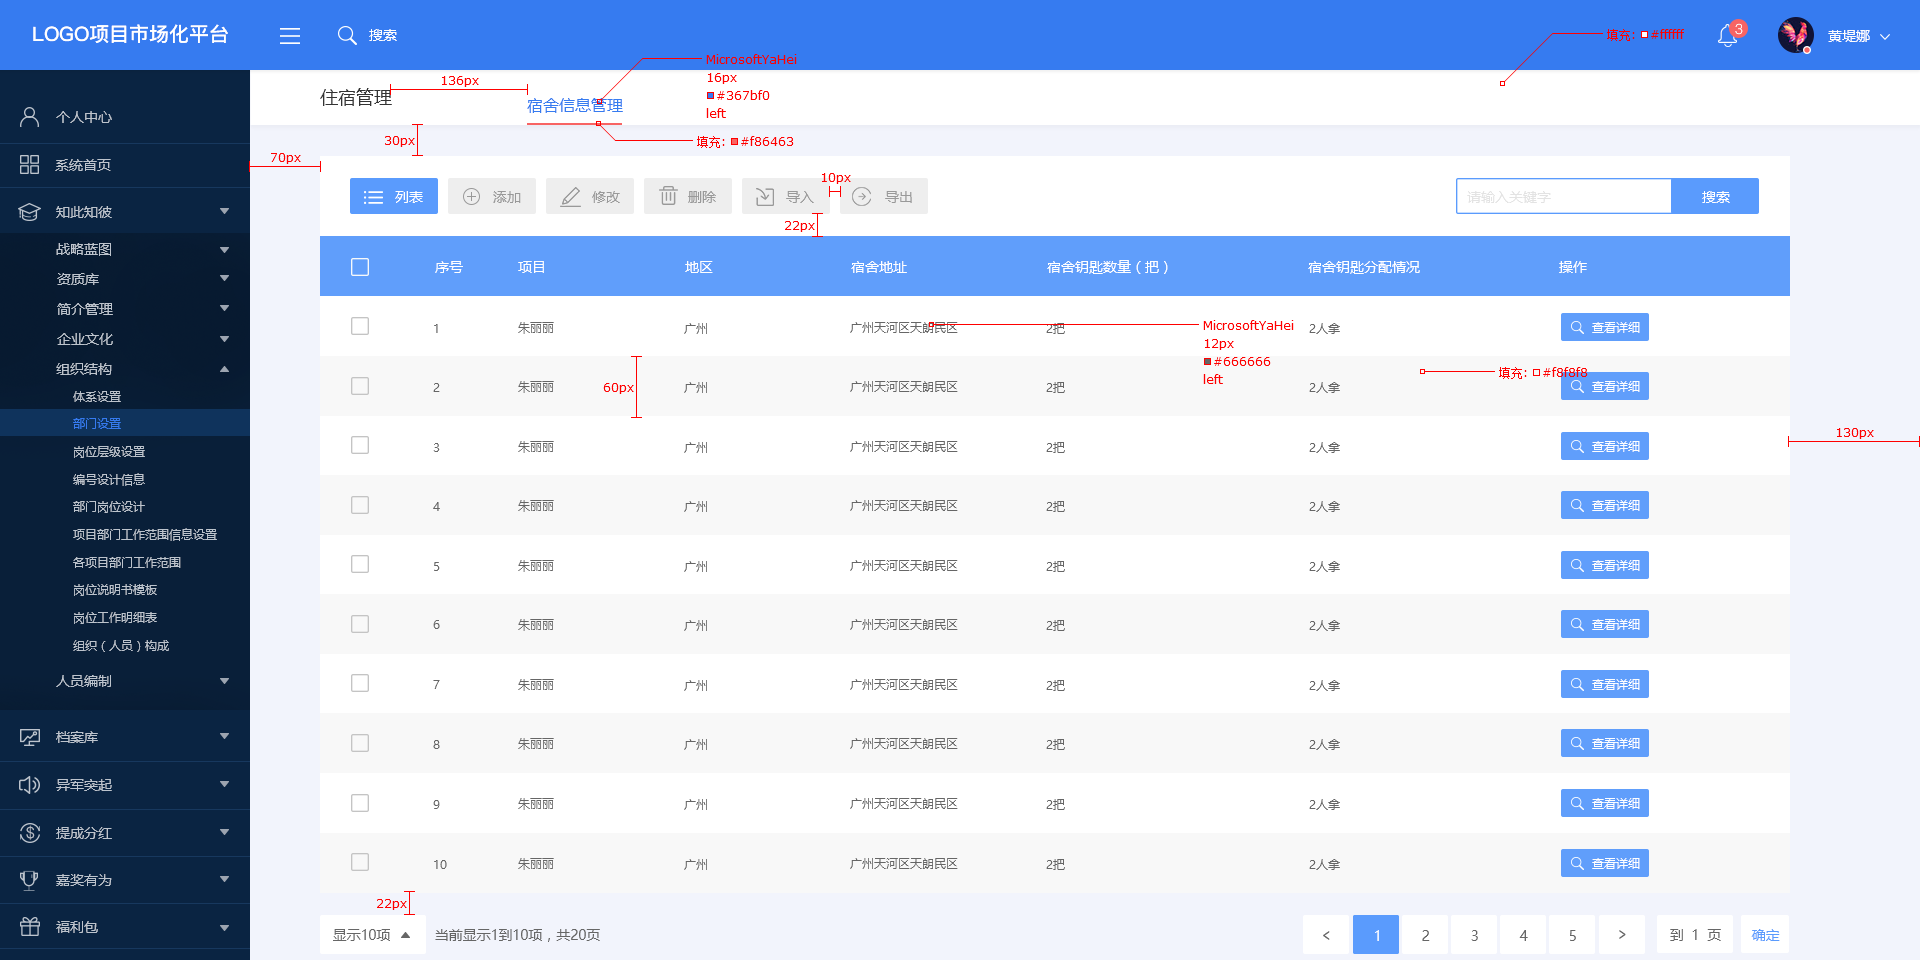 LOGO项目市场化平台
搜索
填充: #ffffff
3
黄堤娜
个人中心
系统首页
知此知彼
战略蓝图
资质库
简介管理
企业文化
组织结构
体系设置
部门设置
岗位层级设置
编号设计信息
部门岗位设计
项目部门工作范围信息设置
各项目部门工作范围
岗位说明书模板
岗位工作明细表
组织（人员）构成
人员编制
档案库
异军突起
提成分红
嘉奖有为
福利包
住宿管理
136px
宿舍信息管理
MicrosoftYaHei
16px
#367bf0
left
填充: #f86463
30px
70px
列表
添加
修改
删除
导入
10px
导出
22px
请输入关键字
搜索
序号 项目 地区 宿舍地址 宿舍钥匙数量（把） 宿舍钥匙分配情况 操作
1 朱丽丽 广州 广州天河区天朗民区 2把 2人拿 查看详细
MicrosoftYaHei
12px
#666666
left
填充: #f8f8f8
60px
2 朱丽丽 广州 广州天河区天朗民区 2把 2人拿 查看详细
3 朱丽丽 广州 广州天河区天朗民区 2把 2人拿 查看详细
130px
4 朱丽丽 广州 广州天河区天朗民区 2把 2人拿 查看详细
5 朱丽丽 广州 广州天河区天朗民区 2把 2人拿 查看详细
6 朱丽丽 广州 广州天河区天朗民区 2把 2人拿 查看详细
7 朱丽丽 广州 广州天河区天朗民区 2把 2人拿 查看详细
8 朱丽丽 广州 广州天河区天朗民区 2把 2人拿 查看详细
9 朱丽丽 广州 广州天河区天朗民区 2把 2人拿 查看详细
10 朱丽丽 广州 广州天河区天朗民区 2把 2人拿 查看详细
22px
显示10项
当前显示1到10项，共20页
< 1 2 3 4 5 >
到 1 页
确定